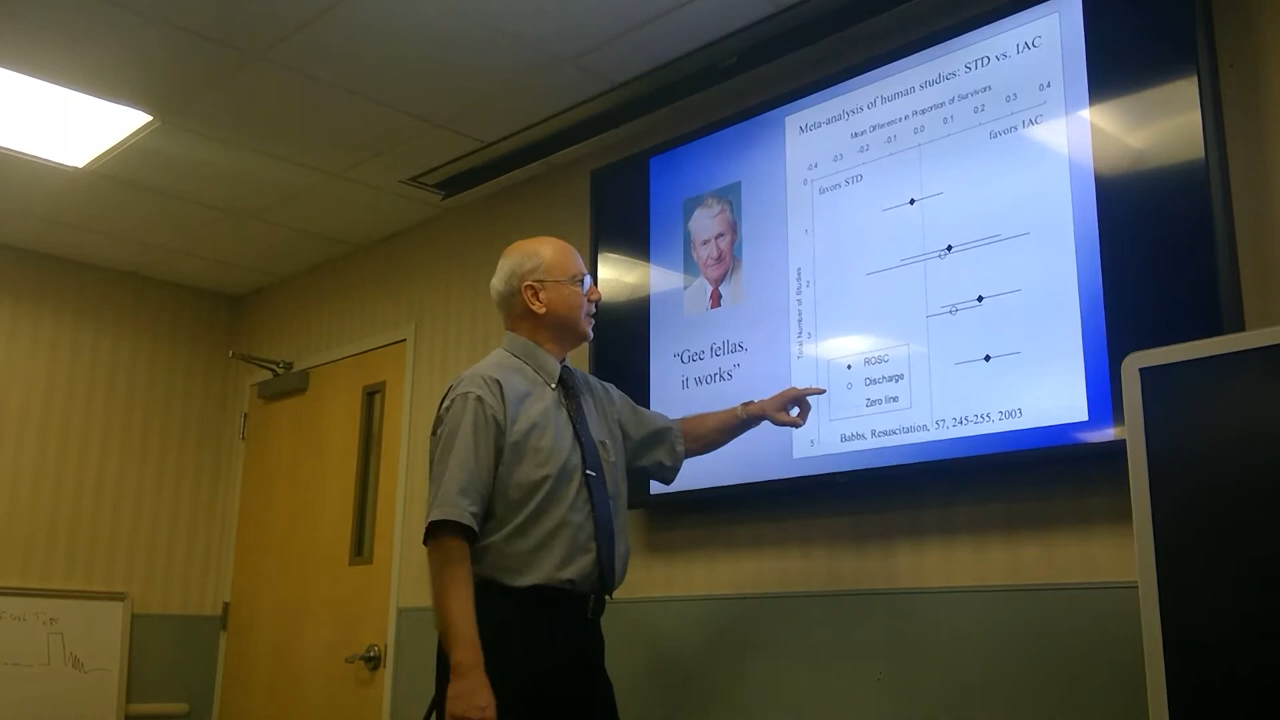 Meta-analysis of human studies: STD vs. IAC
Mean Difference in Proportion of Survivors
-0.4 -0.3 -0.2 -0.1 0.0 0.1 0.2 0.3 0.4
favors STD
favors IAC
Total Number of Studies
0
1
2
3
5
ROSC
Discharge
Zero line
Babbs, Resuscitation, 57, 245-255, 2003
“Gee fellas,
it works”